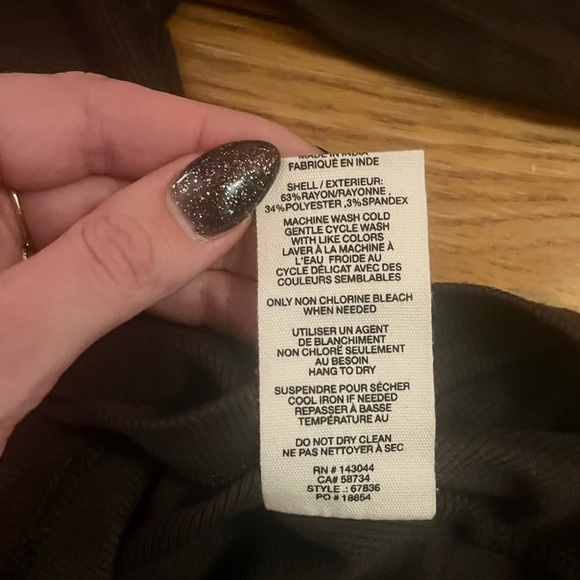 MADE IN INDIA
FABRIQUÉ EN INDE
SHELL / EXTERIEUR:
63%RAYON/RAYONNE ,
34%POLYESTER ,3%SPANDEX
MACHINE WASH COLD
GENTLE CYCLE WASH
WITH LIKE COLORS
LAVER À LA MACHINE À
L'EAU FROIDE AU
CYCLE DÉLICAT AVEC DES
COULEURS SEMBLABLES
ONLY NON CHLORINE BLEACH
WHEN NEEDED
UTILISER UN AGENT
DE BLANCHIMENT
NON CHLORÉ SEULEMENT
AU BESOIN
HANG TO DRY
SUSPENDRE POUR SÉCHER
COOL IRON IF NEEDED
REPASSER À BASSE
TEMPÉRATURE AU
DO NOT DRY CLEAN
NE PAS NETTOYER À SEC
RN # 143044
CA# 58734
STYLE .: 67836
PO # 18654